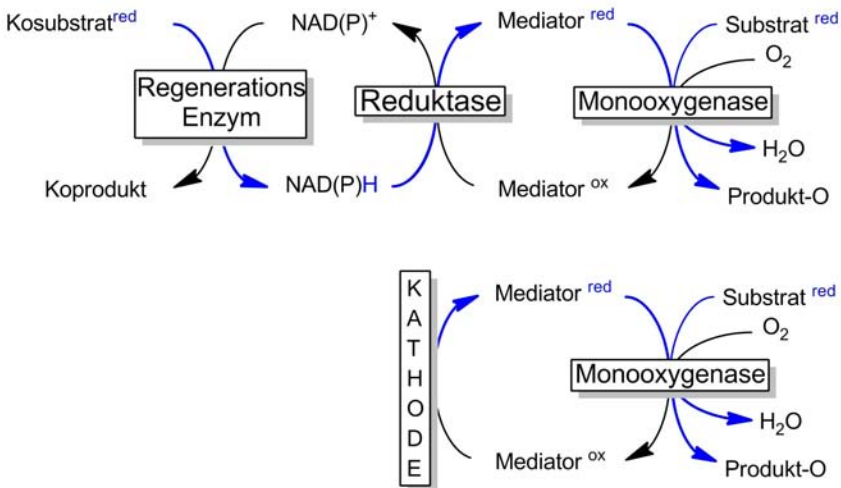 Kosubstrat^red NAD(P)⁺ Mediator ^red Substrat ^red
O₂
Regenerations
Enzym
Reduktase
Monooxygenase
H₂O
Koprodukt NAD(P)H Mediator ^ox Produkt-O
KATHODE
Mediator ^red Substrat ^red
O₂
Monooxygenase
H₂O
Mediator ^ox Produkt-O